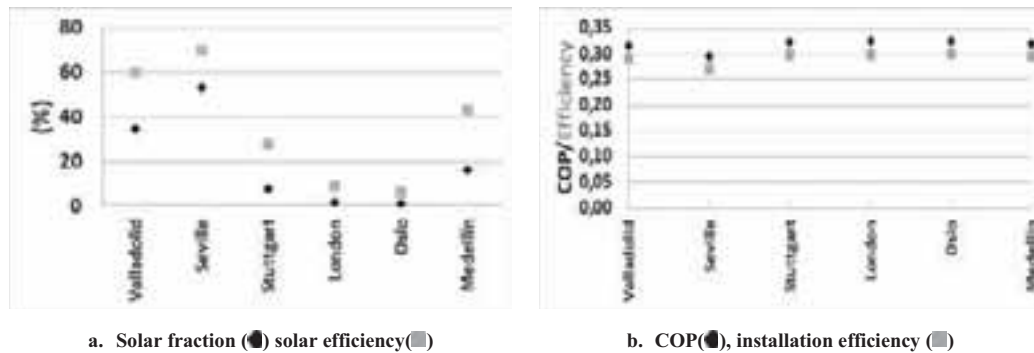 80
60
40
20
0
(%)
Valladolid
Seville
Stuttgart
London
Oslo
Medellín
a. Solar fraction (●) solar efficiency(■)
0,35
0,30
0,25
0,20
0,15
0,10
0,05
0,00
COP/Efficiency
Valladolid
Seville
Stuttgart
London
Oslo
Medellín
b. COP(●), installation efficiency (■)